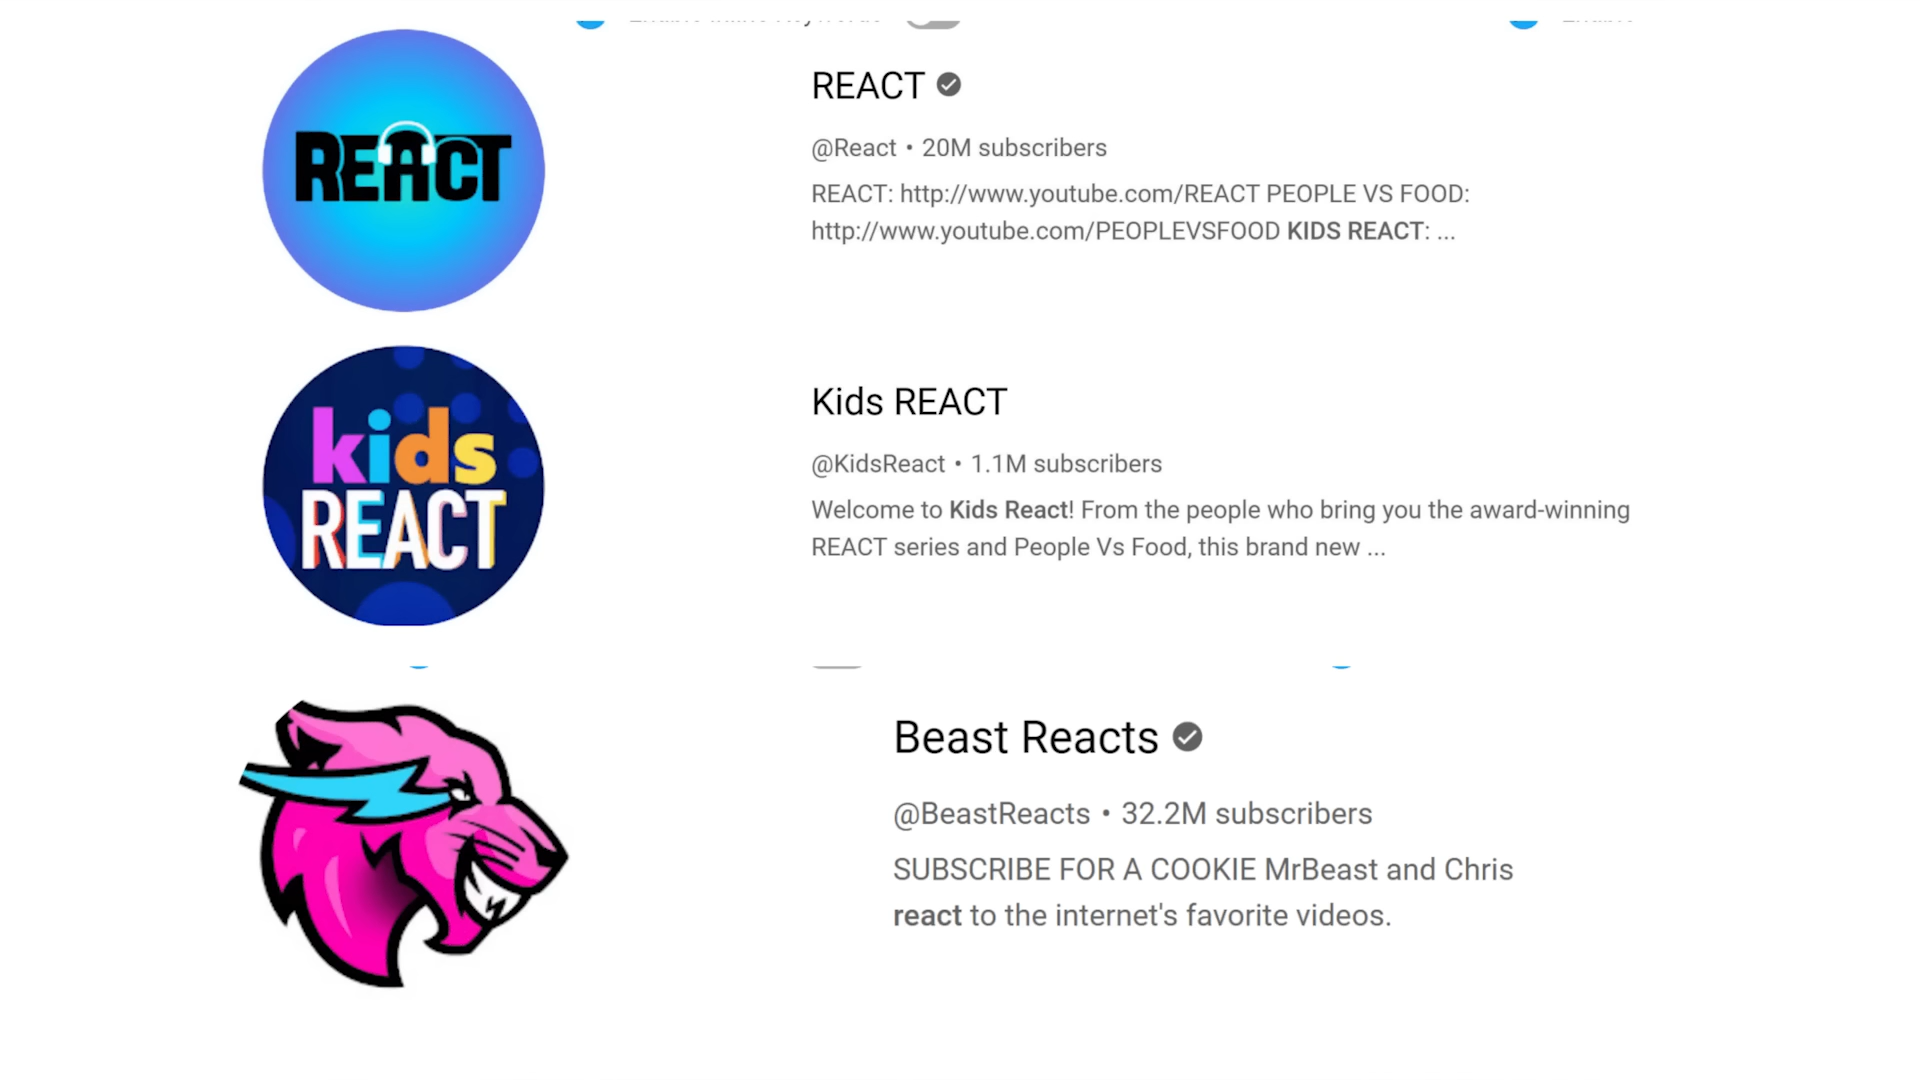 REACT
REACT
@React • 20M subscribers
REACT: http://www.youtube.com/REACT PEOPLE VS FOOD:
http://www.youtube.com/PEOPLEVSFOOD KIDS REACT: ...
kids
REACT
Kids REACT
@KidsReact • 1.1M subscribers
Welcome to Kids React! From the people who bring you the award-winning
REACT series and People Vs Food, this brand new ...
Beast Reacts
@BeastReacts • 32.2M subscribers
SUBSCRIBE FOR A COOKIE MrBeast and Chris
react to the internet's favorite videos.